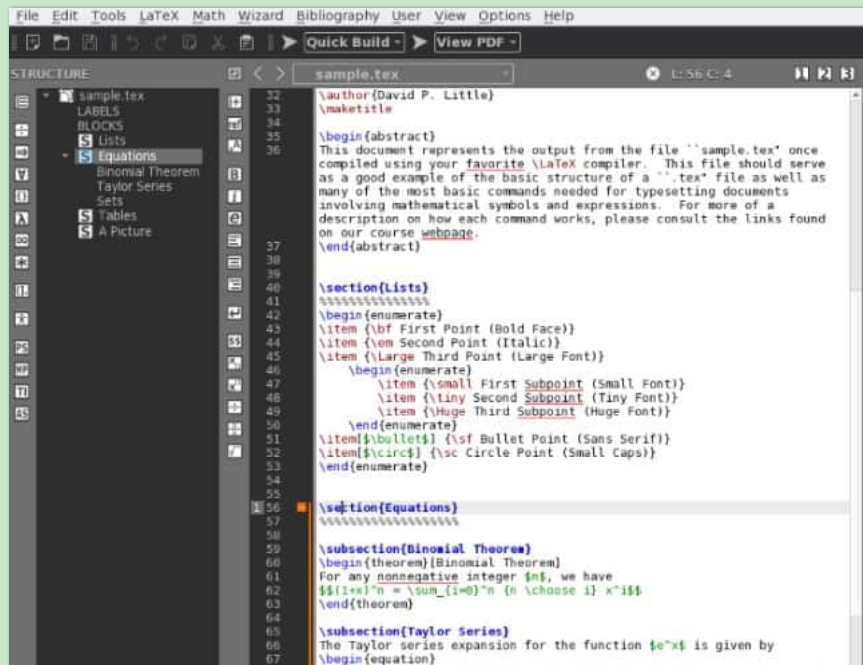 File Edit Tools LaTeX Math Wizard Bibliography User View Options Help
Quick Build View PDF
STRUCTURE
sample.tex L: 56 C: 4 1 2 3
sample.tex
LABELS
BLOCKS
S Lists
S Equations
Binomial Theorem
Taylor Series
Sets
S Tables
S A Picture
PS
MP
TI
AS
ref
B
I
e
$$
32 \author{David P. Little}
33 \maketitle
34
35 \begin{abstract}
36 This document represents the output from the file ``sample.tex" once
compiled using your favorite \LaTeX compiler.  This file should serve
as a good example of the basic structure of a ``.tex" file as well as
many of the most basic commands needed for typesetting documents
involving mathematical symbols and expressions.  For more of a
description on how each command works, please consult the links found
on our course webpage.
37 \end{abstract}
38
39
40 \section{Lists}
41 %%%%%%%%%%%%%%%
42 \begin{enumerate}
43 \item {\bf First Point (Bold Face)}
44 \item {\em Second Point (Italic)}
45 \item {\Large Third Point (Large Font)}
46 \begin{enumerate}
47 \item {\small First Subpoint (Small Font)}
48 \item {\tiny Second Subpoint (Tiny Font)}
49 \item {\Huge Third Subpoint (Huge Font)}
50 \end{enumerate}
51 \item[$\bullet$] {\sf Bullet Point (Sans Serif)}
52 \item[$\circ$] {\sc Circle Point (Small Caps)}
53 \end{enumerate}
54
55
1 56 \section{Equations}
57 %%%%%%%%%%%%%%%%%%%
58
59 \subsection{Binomial Theorem}
60 \begin{theorem}[Binomial Theorem]
61 For any nonnegative integer $n$, we have
62 $$(1+x)^n = \sum_{i=0}^n {n \choose i} x^i$$
63 \end{theorem}
64
65 \subsection{Taylor Series}
66 The Taylor series expansion for the function $e^x$ is given by
67 \begin{equation}